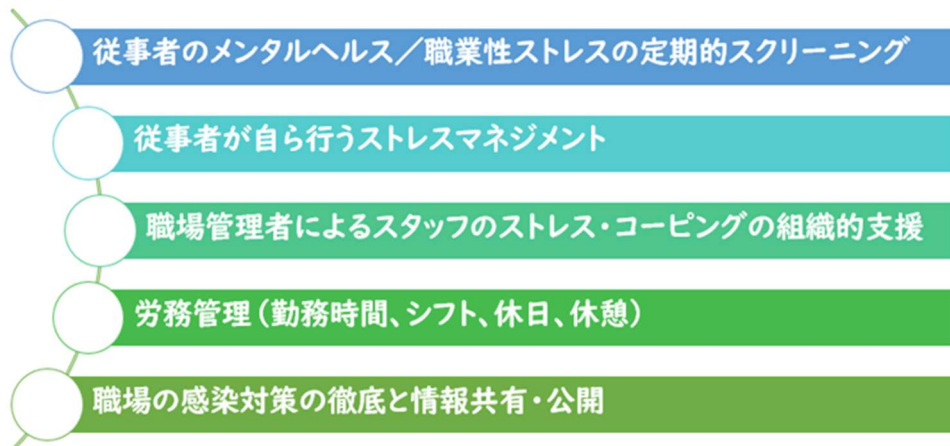 従事者のメンタルヘルス／職業性ストレスの定期的スクリーニング
従事者が自ら行うストレスマネジメント
職場管理者によるスタッフのストレス・コーピングの組織的支援
労務管理（勤務時間、シフト、休日、休憩）
職場の感染対策の徹底と情報共有・公開